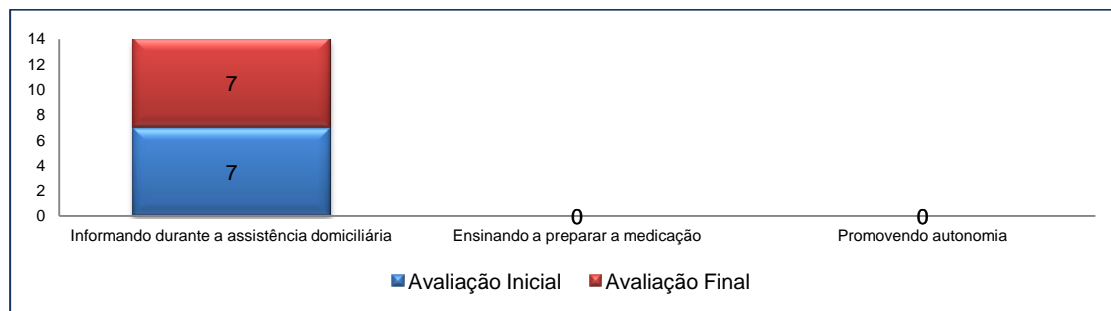 14
12
10
8
6
4
2
0
7
7
0
0
Informando durante a assistência domiciliária
Ensinando a preparar a medicação
Promovendo autonomia
Avaliação Inicial
Avaliação Final